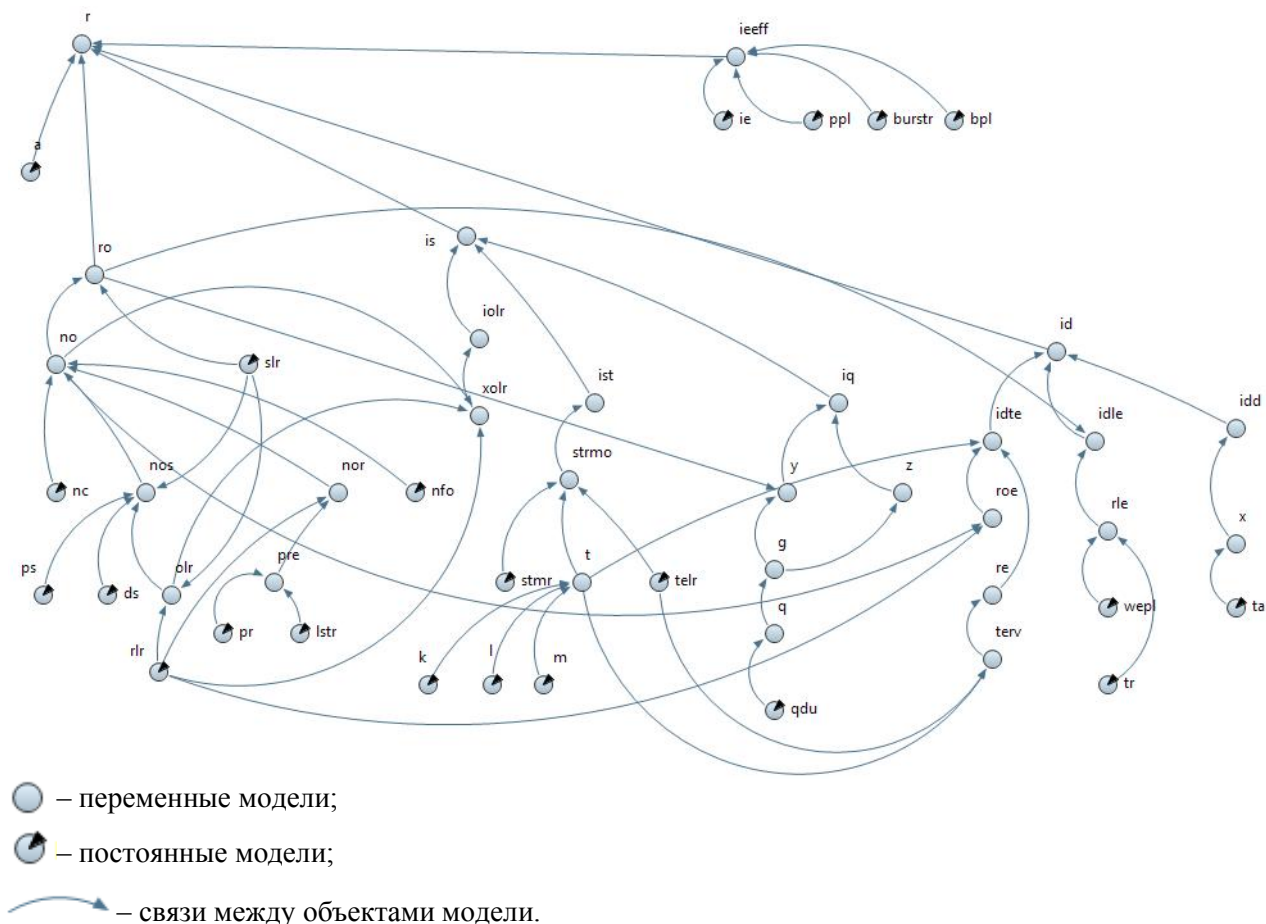 r
ieeff
ie
ppl
burstr
bpl
a
is
ro
iolr
id
no
slr
xolr
ist
iq
idte
idle
idd
strmo
y
z
nc
nos
nor
nfo
roe
rle
x
g
t
ps
ds
olr
pre
stmr
telr
re
wepl
ta
pr
lstr
q
terv
rlr
k
l
m
tr
qdu
– переменные модели;
– постоянные модели;
– связи между объектами модели.